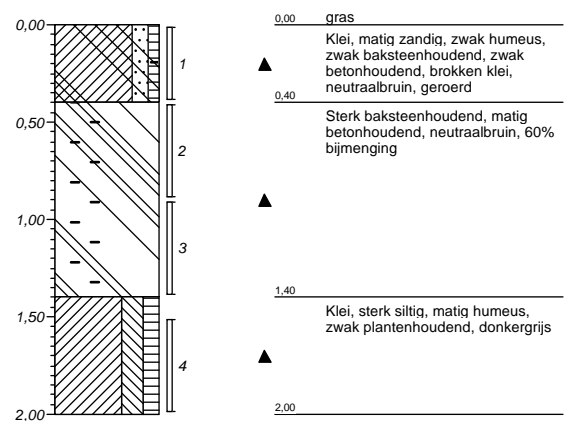 0,00
0,50
1,00
1,50
2,00
1
2
3
4
0,00 gras
Klei, matig zandig, zwak humeus,
zwak baksteenhoudend, zwak
betonhoudend, brokken klei,
neutraalbruin, geroerd
0,40
Sterk baksteenhoudend, matig
betonhoudend, neutraalbruin, 60%
bijmenging
1,40
Klei, sterk siltig, matig humeus,
zwak plantenhoudend, donkergrijs
2,00